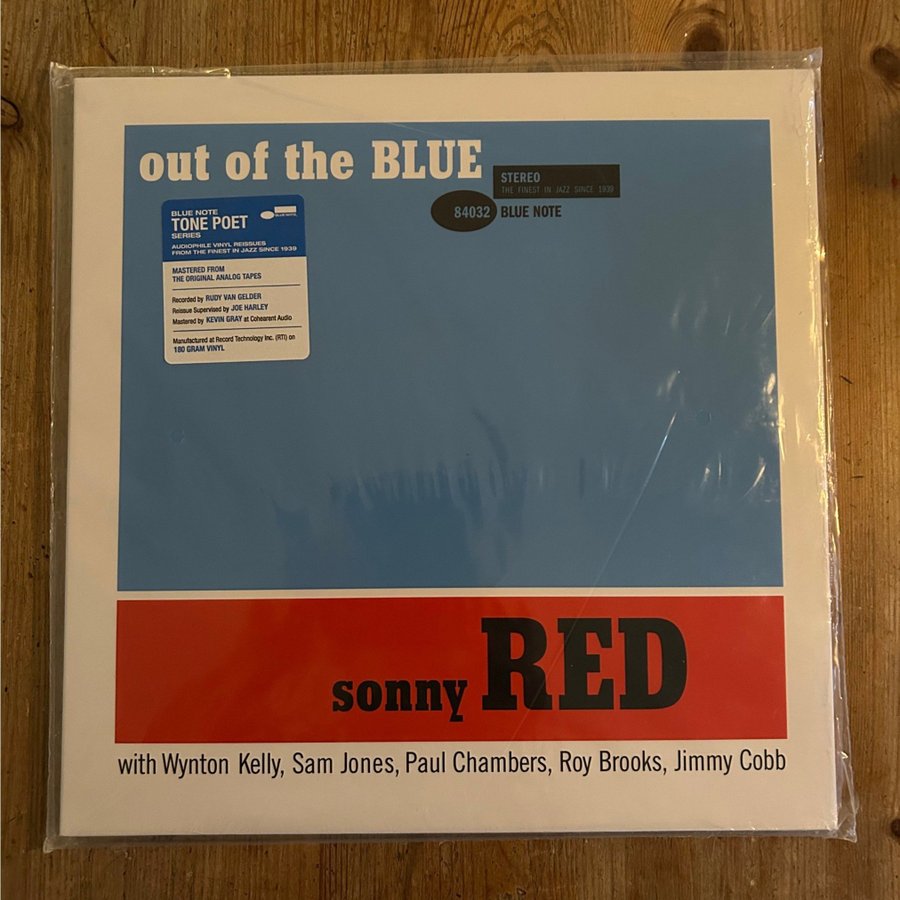 out of the BLUE
STEREO
THE FINEST IN JAZZ SINCE 1939
84032 BLUE NOTE
BLUE NOTE
TONE POET
SERIES
BLUE NOTE
AUDIOPHILE VINYL REISSUES
FROM THE FINEST IN JAZZ SINCE 1939
MASTERED FROM
THE ORIGINAL ANALOG TAPES
Recorded by RUDY VAN GELDER
Reissue Supervised by JOE HARLEY
Mastered by KEVIN GRAY at Cohearent Audio
Manufactured at Record Technology Inc. (RTI) on
180 GRAM VINYL
sonny RED
with Wynton Kelly, Sam Jones, Paul Chambers, Roy Brooks, Jimmy Cobb